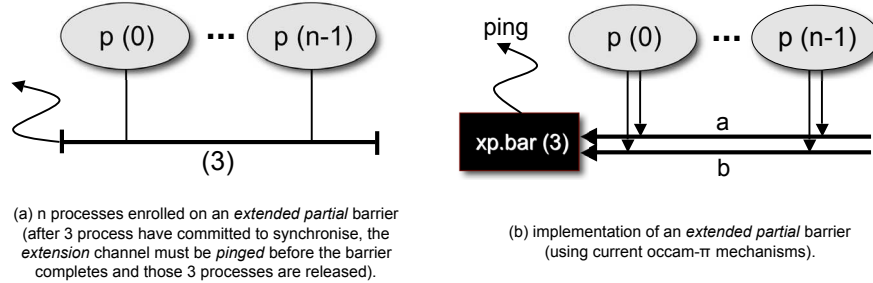 p (0) ... p (n-1)
(3)
(a) n processes enrolled on an extended partial barrier
(after 3 process have committed to synchronise, the
extension channel must be pinged before the barrier
completes and those 3 processes are released).
ping
p (0) ... p (n-1)
a
xp.bar (3)
b
(b) implementation of an extended partial barrier
(using current occam-π mechanisms).